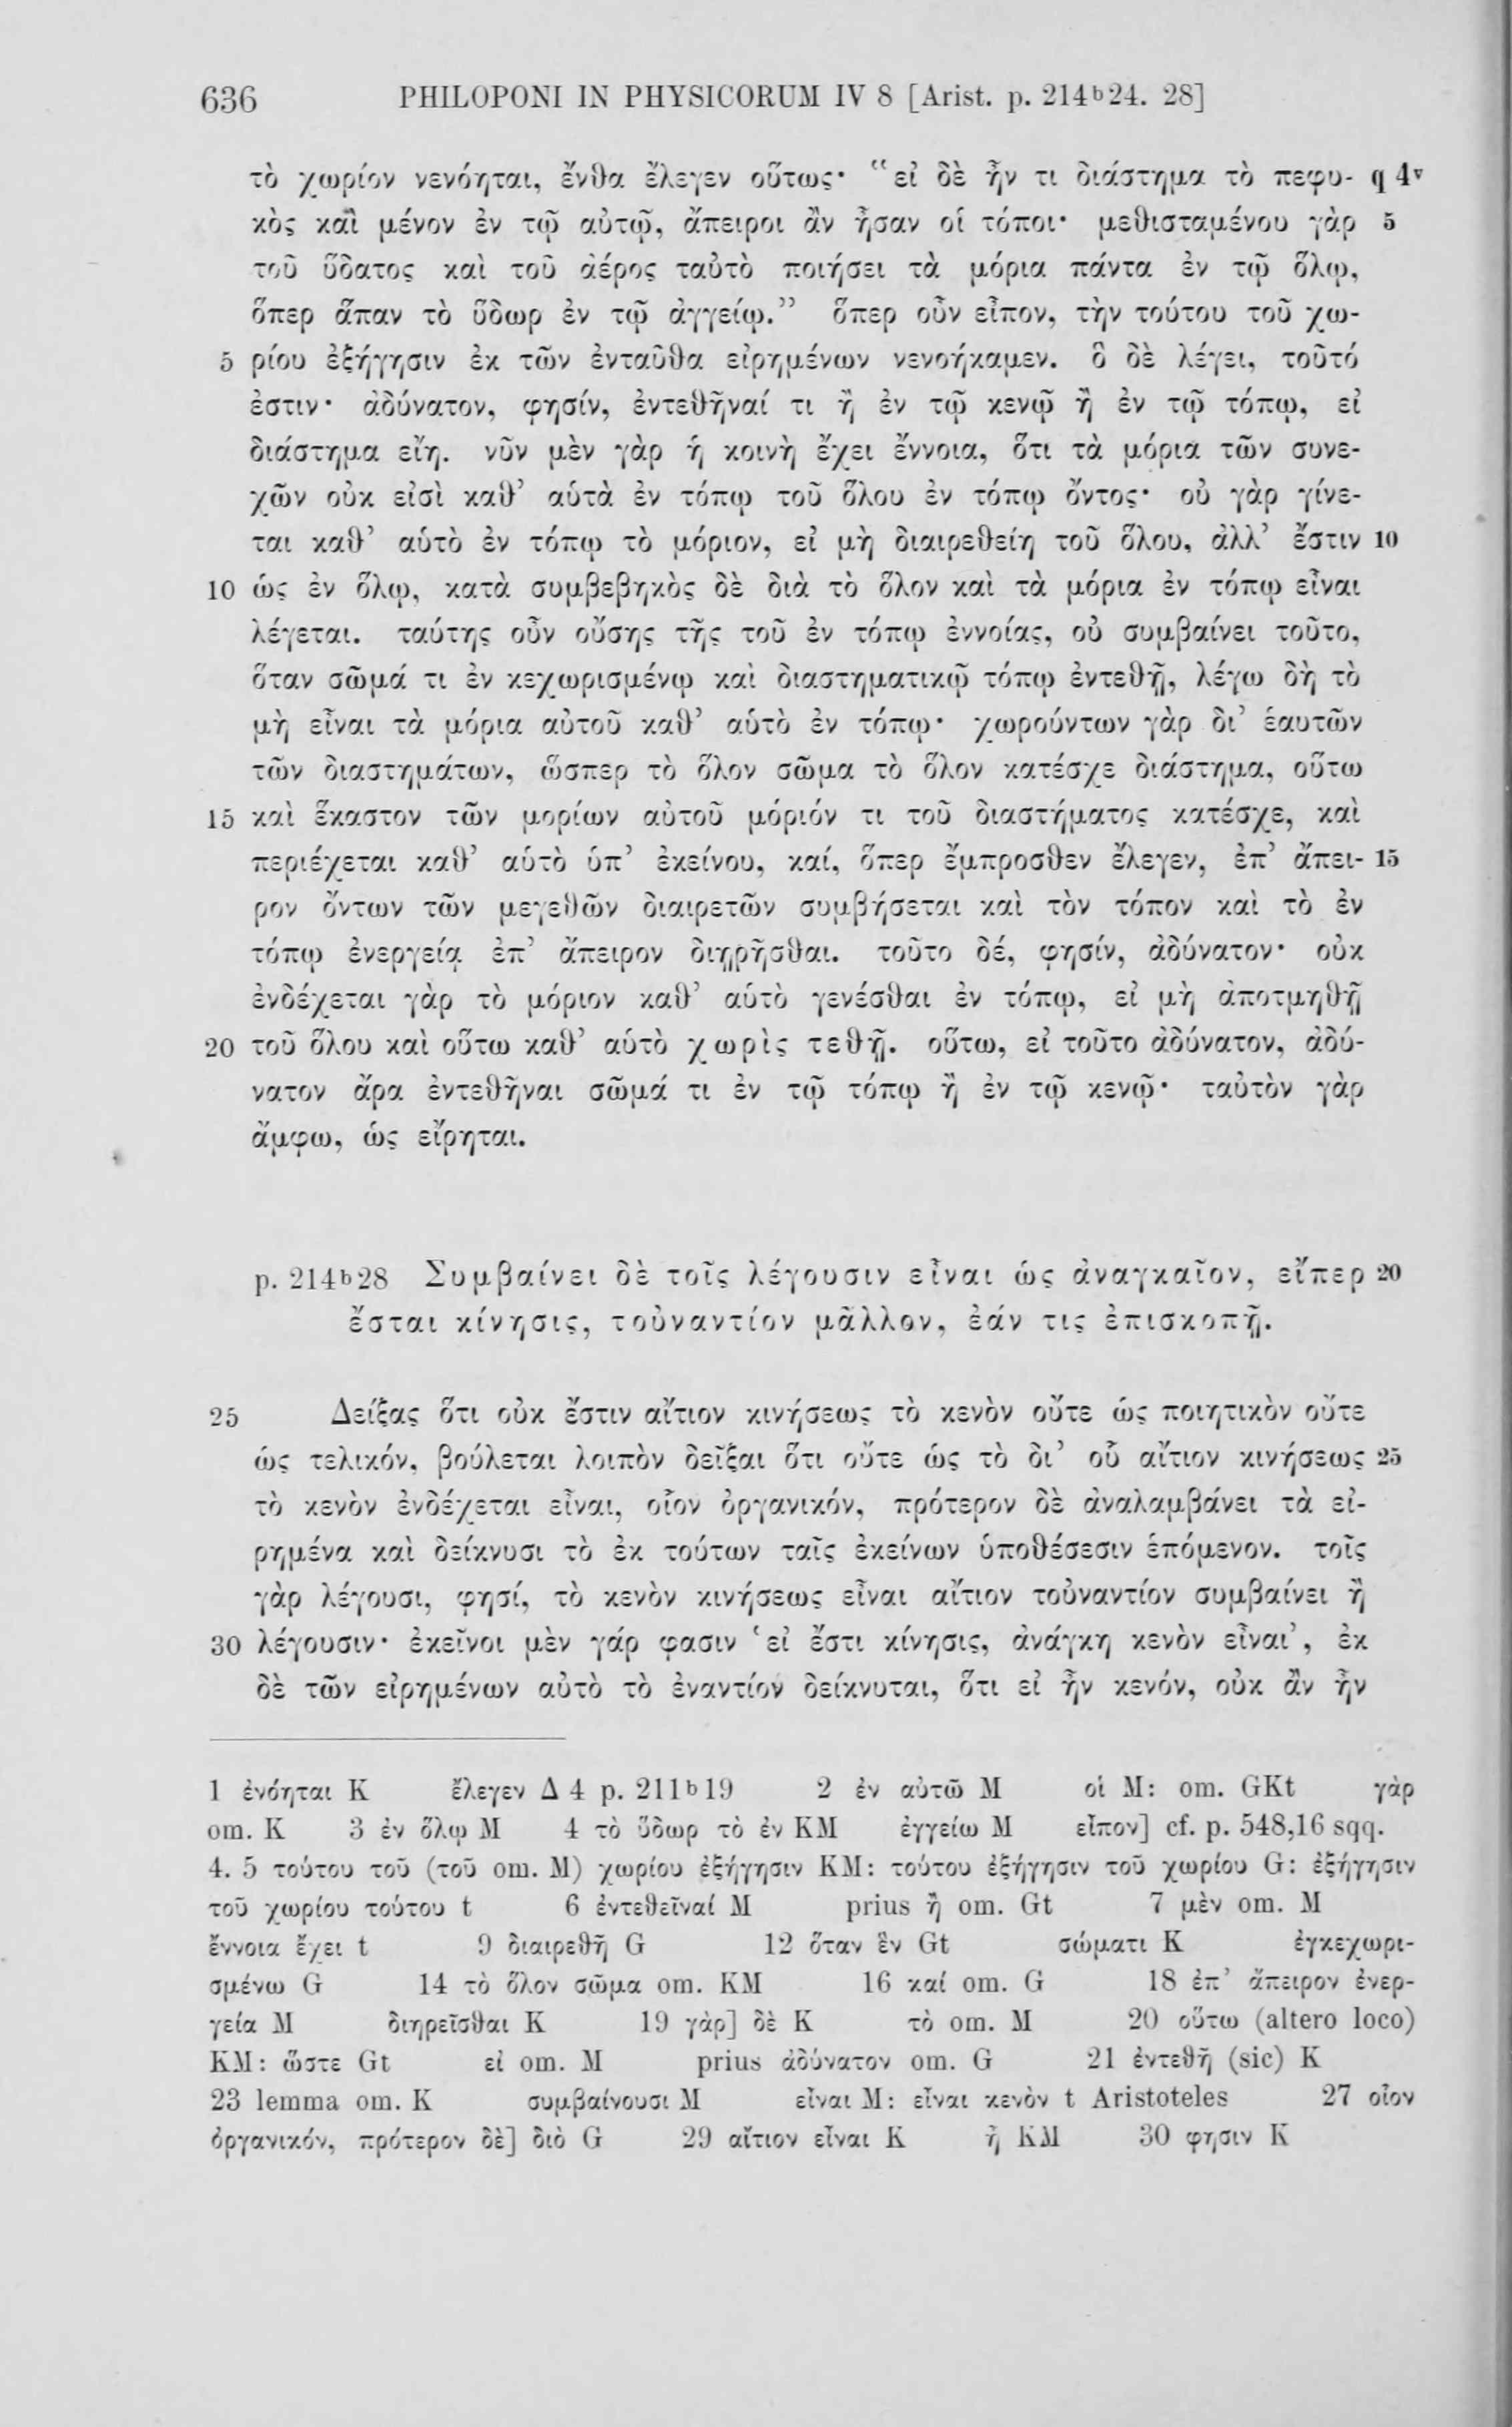 636 PHILOPONI IN PHYSICORUM IV 8 [Arist. p. 214b24. 28]
τὸ χωρίον νενόηται, ἔνθα ἔλεγεν οὕτως· “εἰ δὲ ἦν τι διάστημα τὸ πεφυ- q 4v
κὸς καὶ μένον ἐν τῷ αὐτῷ, ἄπειροι ἂν ἦσαν οἱ τόποι· μεθισταμένου γὰρ 5
τοῦ ὕδατος καὶ τοῦ ἀέρος ταὐτὸ ποιήσει τὰ μόρια πάντα ἐν τῷ ὅλῳ,
ὅπερ ἅπαν τὸ ὕδωρ ἐν τῷ ἀγγείῳ.” ὅπερ οὖν εἶπον, τὴν τούτου τοῦ χω-
5 ρίου ἐξήγησιν ἐκ τῶν ἐνταῦθα εἰρημένων νενοήκαμεν. ὃ δὲ λέγει, τοῦτό
ἐστιν· ἀδύνατον, φησίν, ἐντεθῆναί τι ἢ ἐν τῷ κενῷ ἢ ἐν τῷ τόπῳ, εἰ
διάστημα εἴη. νῦν μὲν γὰρ ἡ κοινὴ ἔχει ἔννοια, ὅτι τὰ μόρια τῶν συνε-
χῶν οὐκ εἰσὶ καθ’ αὑτὰ ἐν τόπῳ τοῦ ὅλου ἐν τόπῳ ὄντος· οὐ γὰρ γίνε-
ται καθ’ αὑτὸ ἐν τόπῳ τὸ μόριον, εἰ μὴ διαιρεθείη τοῦ ὅλου, ἀλλ’ ἔστιν 10
10 ὡς ἐν ὅλῳ, κατὰ συμβεβηκὸς δὲ διὰ τὸ ὅλον καὶ τὰ μόρια ἐν τόπῳ εἶναι
λέγεται. ταύτης οὖν οὔσης τῆς τοῦ ἐν τόπῳ ἐννοίας, οὐ συμβαίνει τοῦτο,
ὅταν σῶμά τι ἐν κεχωρισμένῳ καὶ διαστηματικῷ τόπῳ ἐντεθῇ, λέγω δὴ τὸ
μὴ εἶναι τὰ μόρια αὐτοῦ καθ’ αὑτὸ ἐν τόπῳ· χωρούντων γὰρ δι’ ἑαυτῶν
τῶν διαστημάτων, ὥσπερ τὸ ὅλον σῶμα τὸ ὅλον κατέσχε διάστημα, οὕτω
15 καὶ ἕκαστον τῶν μορίων αὐτοῦ μόριόν τι τοῦ διαστήματος κατέσχε, καὶ
περιέχεται καθ’ αὑτὸ ὑπ’ ἐκείνου, καί, ὅπερ ἔμπροσθεν ἔλεγεν, ἐπ’ ἄπει- 15
ρον ὄντων τῶν μεγεθῶν διαιρετῶν συμβήσεται καὶ τὸν τόπον καὶ τὸ ἐν
τόπῳ ἐνεργείᾳ ἐπ’ ἄπειρον διῃρῆσθαι. τοῦτο δέ, φησίν, ἀδύνατον· οὐκ
ἐνδέχεται γὰρ τὸ μόριον καθ’ αὑτὸ γενέσθαι ἐν τόπῳ, εἰ μὴ ἀποτμηθῇ
20 τοῦ ὅλου καὶ οὕτω καθ’ αὑτὸ χωρὶς τεθῇ. οὕτω, εἰ τοῦτο ἀδύνατον, ἀδύ-
νατον ἄρα ἐντεθῆναι σῶμά τι ἐν τῷ τόπῳ ἢ ἐν τῷ κενῷ· ταὐτὸν γὰρ
ἄμφω, ὡς εἴρηται.
p. 214b28 Συμβαίνει δὲ τοῖς λέγουσιν εἶναι ὡς ἀναγκαῖον, εἴπερ 20
ἔσται κίνησις, τοὐναντίον μᾶλλον, ἐάν τις ἐπισκοπῇ.
25 Δείξας ὅτι οὐκ ἔστιν αἴτιον κινήσεως τὸ κενὸν οὔτε ὡς ποιητικὸν οὔτε
ὡς τελικόν, βούλεται λοιπὸν δεῖξαι ὅτι οὔτε ὡς τὸ δι’ οὗ αἴτιον κινήσεως 25
τὸ κενὸν ἐνδέχεται εἶναι, οἷον ὀργανικόν, πρότερον δὲ ἀναλαμβάνει τὰ εἰ-
ρημένα καὶ δείκνυσι τὸ ἐκ τούτων ταῖς ἐκείνων ὑποθέσεσιν ἑπόμενον. τοῖς
γὰρ λέγουσι, φησί, τὸ κενὸν κινήσεως εἶναι αἴτιον τοὐναντίον συμβαίνει ἢ
30 λέγουσιν· ἐκεῖνοι μὲν γάρ φασιν ‘εἰ ἔστι κίνησις, ἀνάγκη κενὸν εἶναι’, ἐκ
δὲ τῶν εἰρημένων αὐτὸ τὸ ἐναντίον δείκνυται, ὅτι εἰ ἦν κενόν, οὐκ ἂν ἦν
1 ἐνόηται K ἔλεγεν Δ 4 p. 211b19 2 ἐν αὐτῶ M οἱ M: om. GKt γὰρ
om. K 3 ἐν ὅλῳ M 4 τὸ ὕδωρ τὸ ἐν KM ἐγγείω M εἶπον] cf. p. 548,16 sqq.
4. 5 τούτου τοῦ (τοῦ om. M) χωρίου ἐξήγησιν KM: τούτου ἐξήγησιν τοῦ χωρίου G: ἐξήγησιν
τοῦ χωρίου τούτου t 6 ἐντεθεῖναί M prius ἢ om. Gt 7 μὲν om. M
ἔννοια ἔχει t 9 διαιρεθῆ G 12 ὅταν ἓν Gt σώματι K ἐγκεχωρι-
σμένω G 14 τὸ ὅλον σῶμα om. KM 16 καί om. G 18 ἐπ’ ἄπειρον ἐνερ-
γεία M διηρεῖσθαι K 19 γὰρ] δὲ K τὸ om. M 20 οὕτω (altero loco)
KM: ὥστε Gt εἰ om. M prius ἀδύνατον om. G 21 ἐντεθῆ (sic) K
23 lemma om. K συμβαίνουσι M εἶναι M: εἶναι κενὸν t Aristoteles 27 οἷον
ὀργανικόν, πρότερον δὲ] διὸ G 29 αἴτιον εἶναι K ἢ KM 30 φησιν K